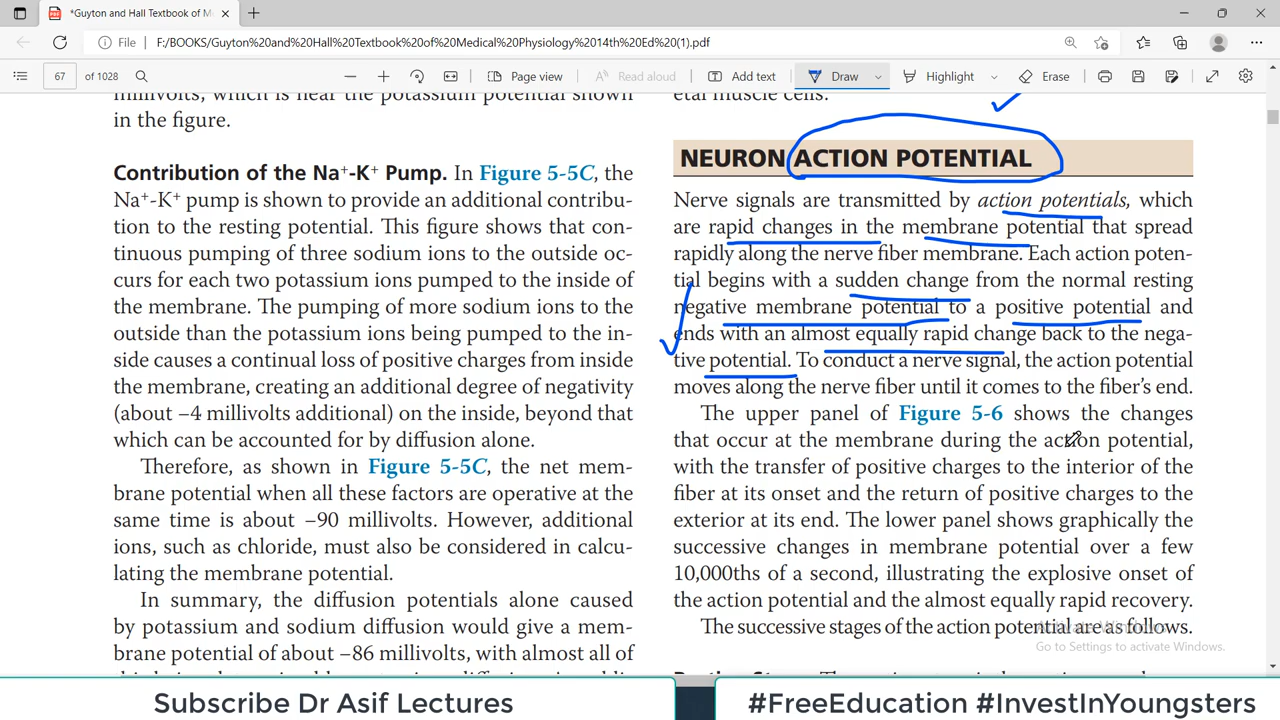 *Guyton and Hall Textbook of M
File
F:/BOOKS/Guyton%20and%20Hall%20Textbook%20of%20Medical%20Physiology%2014th%20Ed%20(1).pdf
67 of 1028
Page view
Read aloud
Add text
Draw
Highlight
Erase
millivolts, which is near the potassium potential shown
in the figure.
Contribution of the Na⁺-K⁺ Pump. In Figure 5-5C, the
Na⁺-K⁺ pump is shown to provide an additional contribu-
tion to the resting potential. This figure shows that con-
tinuous pumping of three sodium ions to the outside oc-
curs for each two potassium ions pumped to the inside of
the membrane. The pumping of more sodium ions to the
outside than the potassium ions being pumped to the in-
side causes a continual loss of positive charges from inside
the membrane, creating an additional degree of negativity
(about −4 millivolts additional) on the inside, beyond that
which can be accounted for by diffusion alone.
Therefore, as shown in Figure 5-5C, the net mem-
brane potential when all these factors are operative at the
same time is about −90 millivolts. However, additional
ions, such as chloride, must also be considered in calcu-
lating the membrane potential.
In summary, the diffusion potentials alone caused
by potassium and sodium diffusion would give a mem-
brane potential of about −86 millivolts, with almost all of
etal muscle cells.
NEURON ACTION POTENTIAL
Nerve signals are transmitted by action potentials, which
are rapid changes in the membrane potential that spread
rapidly along the nerve fiber membrane. Each action poten-
tial begins with a sudden change from the normal resting
negative membrane potential to a positive potential and
ends with an almost equally rapid change back to the nega-
tive potential. To conduct a nerve signal, the action potential
moves along the nerve fiber until it comes to the fiber's end.
The upper panel of Figure 5-6 shows the changes
that occur at the membrane during the action potential,
with the transfer of positive charges to the interior of the
fiber at its onset and the return of positive charges to the
exterior at its end. The lower panel shows graphically the
successive changes in membrane potential over a few
10,000ths of a second, illustrating the explosive onset of
the action potential and the almost equally rapid recovery.
The successive stages of the action potential are as follows.
Activate Windows
Go to Settings to activate Windows.
Subscribe Dr Asif Lectures
#FreeEducation #InvestInYoungsters